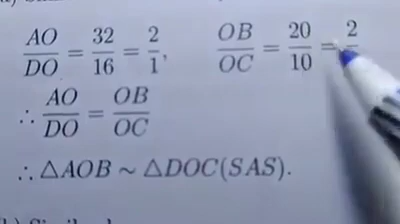 AO/DO = 32/16 = 2/1, OB/OC = 20/10 = 2/
∴ AO/DO = OB/OC
∴ △AOB ~ △DOC(SAS).